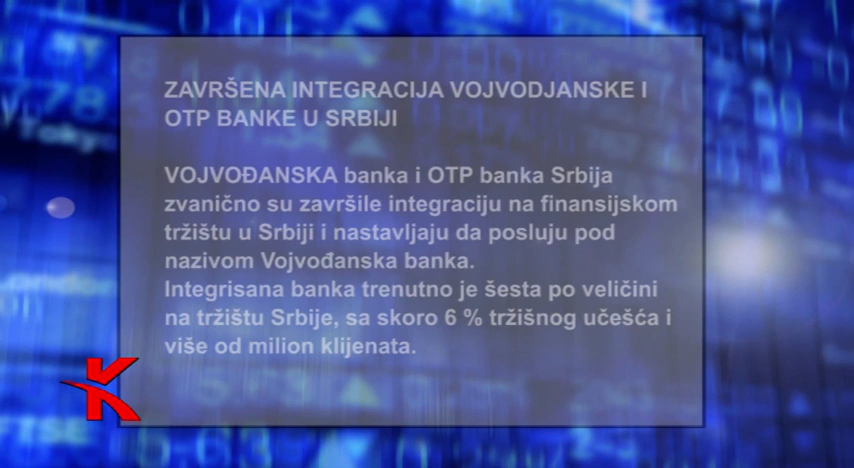 ZAVRŠENA INTEGRACIJA VOJVODJANSKE I
OTP BANKE U SRBIJI
VOJVOĐANSKA banka i OTP banka Srbija
zvanično su završile integraciju na finansijskom
tržištu u Srbiji i nastavljaju da posluju pod
nazivom Vojvođanska banka.
Integrisana banka trenutno je šesta po veličini
na tržištu Srbije, sa skoro 6 % tržišnog učešća i
više od milion klijenata.
K
Tokyo